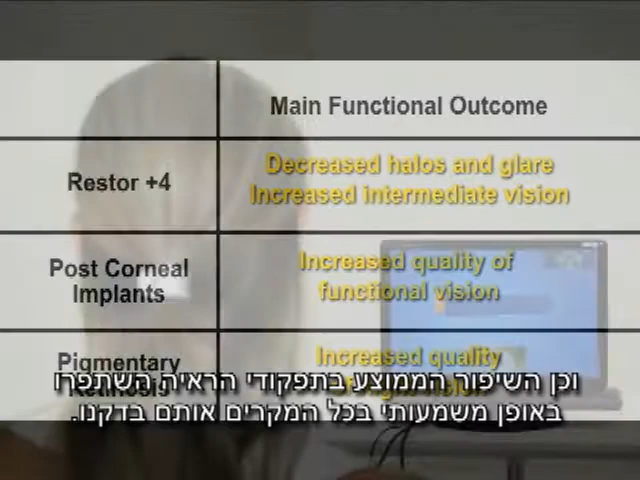 Main Functional Outcome
Restor +4
Decreased halos and glare
Increased intermediate vision
Post Corneal
Implants
Increased quality of
functional vision
Pigmentary
Retinosis
Increased quality
וכן השיפור הממוצע בתפקודי הראיה השתפרו
באופן משמעותי בכל המקרים אותם בדקנו.